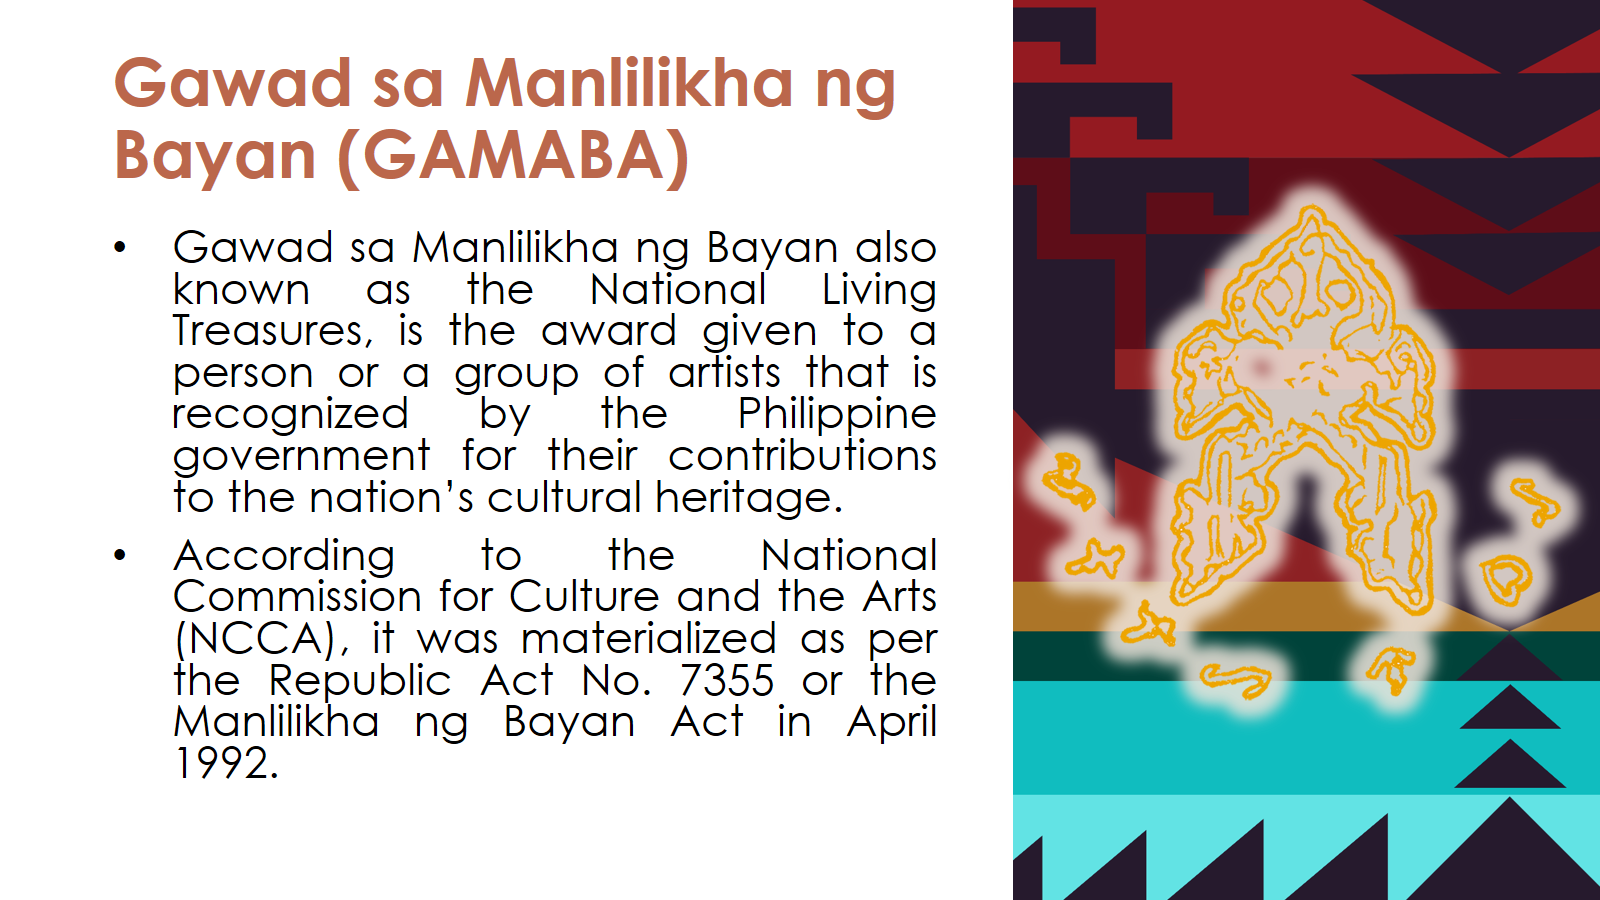 Gawad sa Manlilikha ng
Bayan (GAMABA)
• Gawad sa Manlilikha ng Bayan also
known as the National Living
Treasures, is the award given to a
person or a group of artists that is
recognized by the Philippine
government for their contributions
to the nation’s cultural heritage.
• According to the National
Commission for Culture and the Arts
(NCCA), it was materialized as per
the Republic Act No. 7355 or the
Manlilikha ng Bayan Act in April
1992.